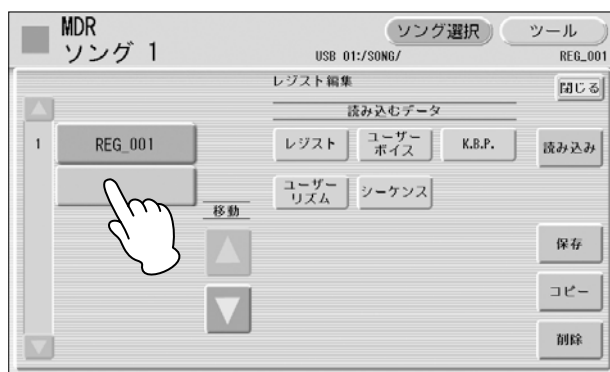 MDR
ソング 1
ソング選択
ツール
USB 01:/SONG/
REG_001
レジスト編集
閉じる
読み込むデータ
1
REG_001
レジスト
ユーザー
ボイス
K.B.P.
読み込み
ユーザー
リズム
シーケンス
移動
保存
コピー
削除